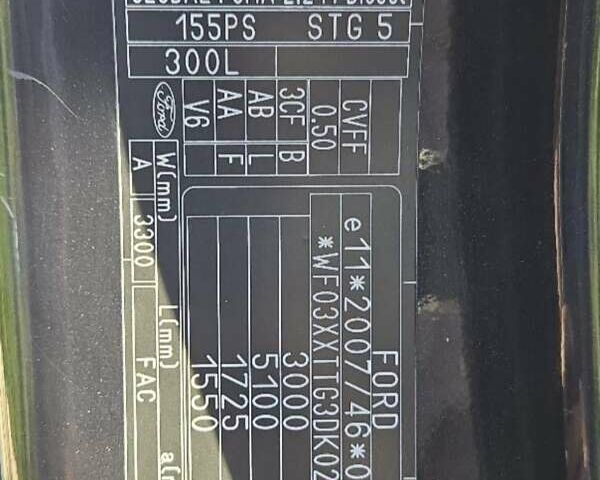 155PS STG 5
300L
CVFF
0.50
3CF B
AB L
AA F
V6
Ford
FORD
e11*2007/46*0
*WF03XXTTG3DK02
3000
5100
1725
1550
W(mm) L(mm)
A 3300 FAC